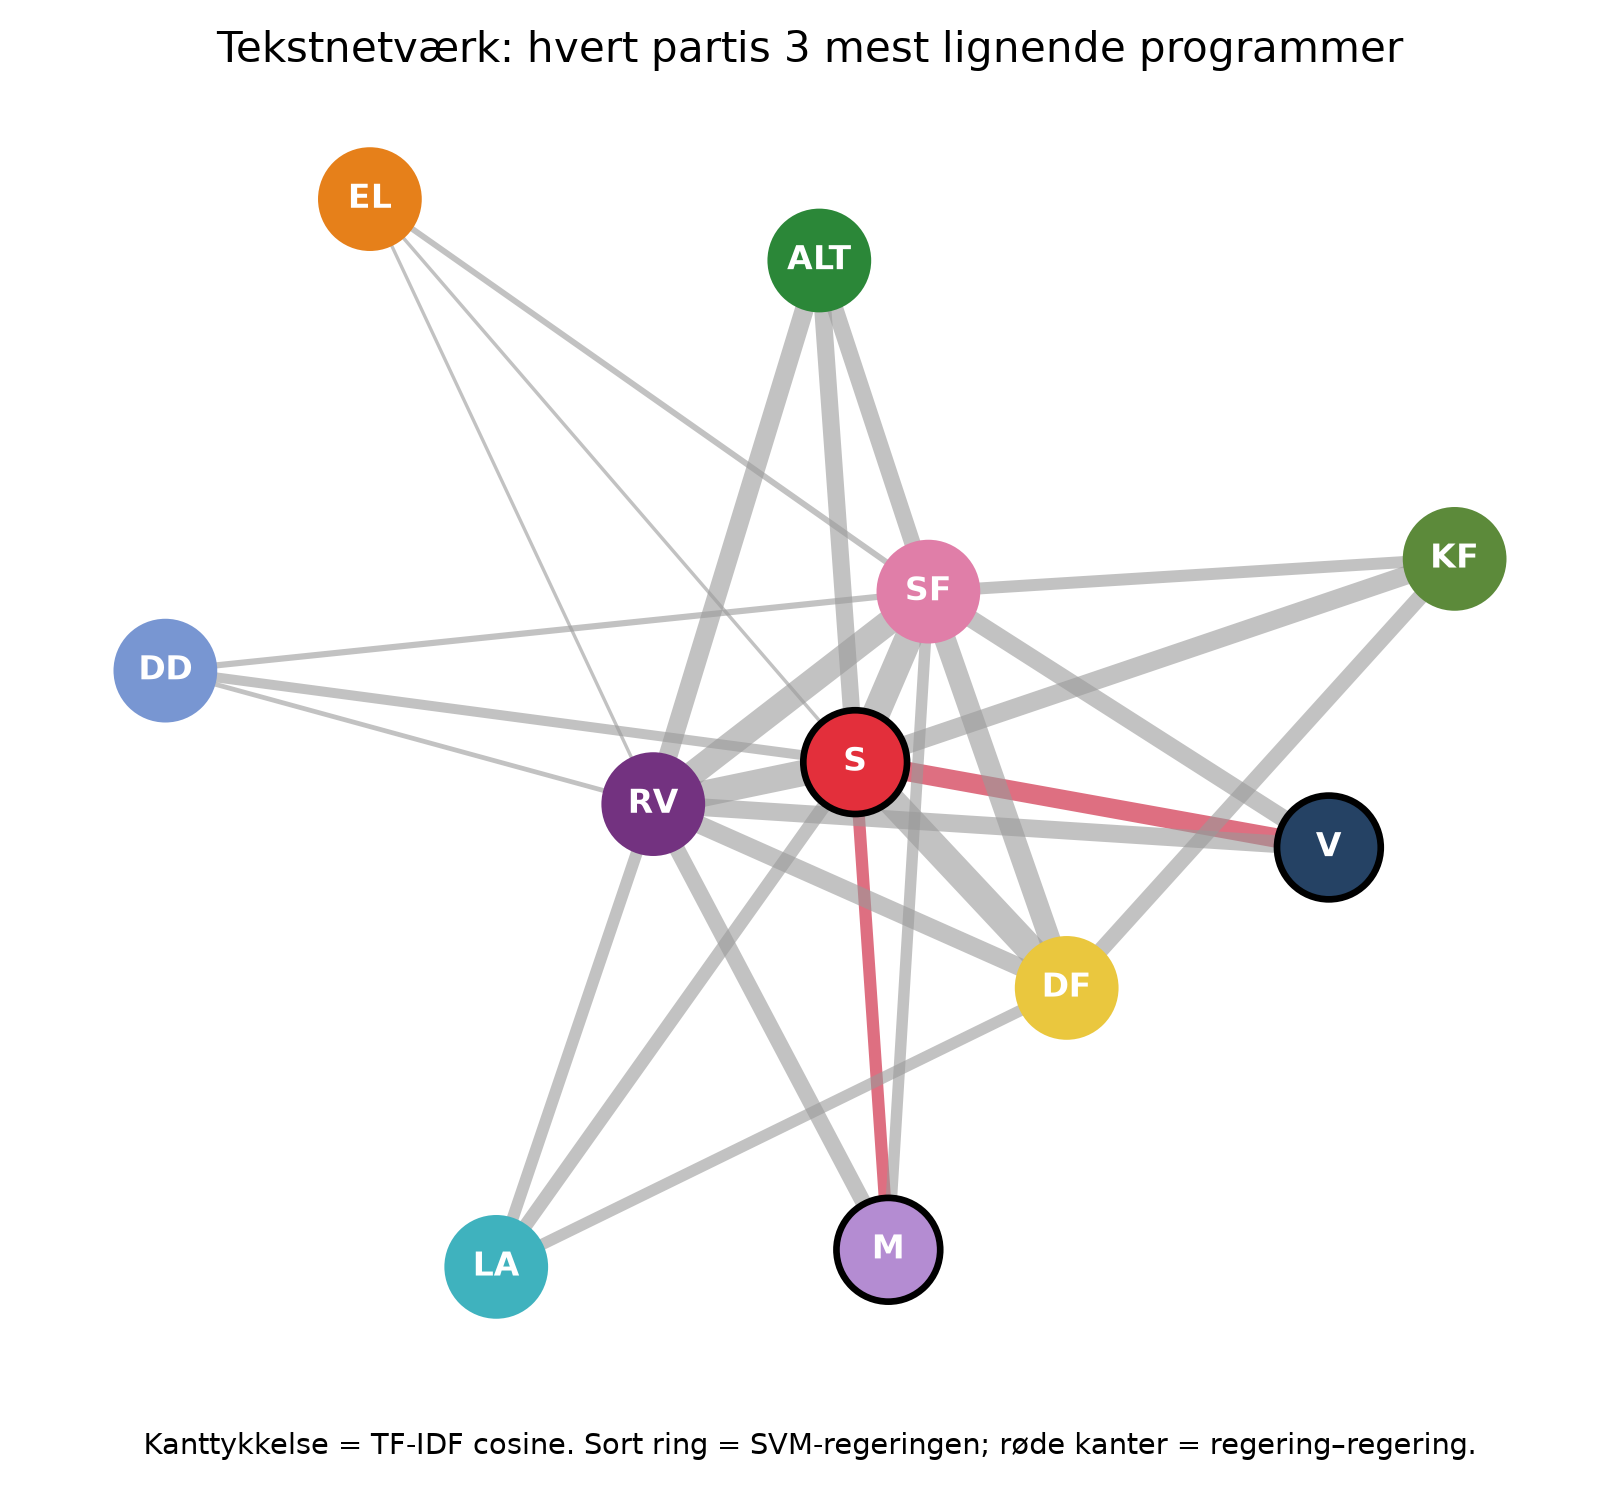 Tekstnetværk: hvert partis 3 mest lignende programmer
EL
ALT
KF
SF
DD
S
RV
V
DF
M
LA
Kanttykkelse = TF-IDF cosine. Sort ring = SVM-regeringen; røde kanter = regering–regering.